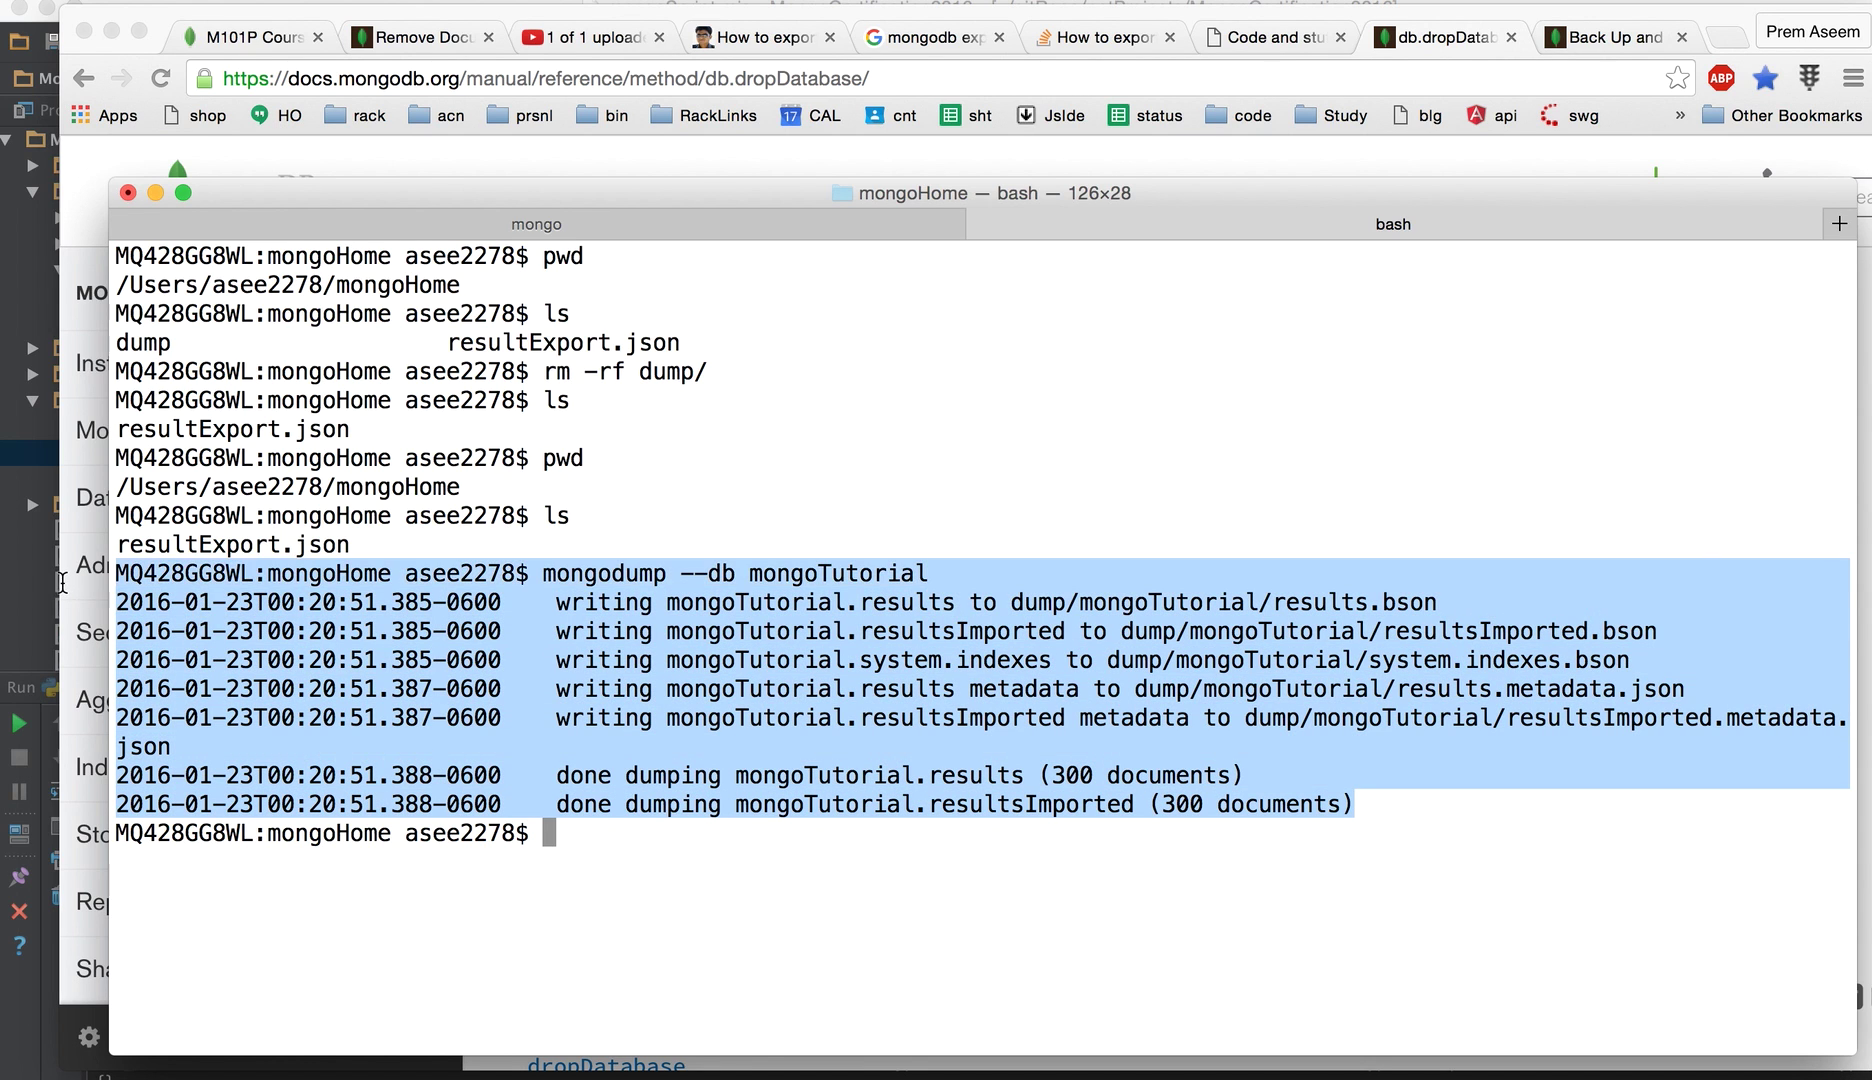 M101P Cours
Remove Docu
1 of 1 upload
How to expor
mongodb exp
How to expor
Code and stu
db.dropDatab
Back Up and
Prem Aseem
https://docs.mongodb.org/manual/reference/method/db.dropDatabase/
ABP
Apps
shop
HO
rack
acn
prsnl
bin
RackLinks
17
CAL
cnt
sht
JsIde
status
code
Study
blg
api
swg
»
Other Bookmarks
mongoHome — bash — 126×28
mongo
bash
+
MQ428GG8WL:mongoHome asee2278$ pwd
/Users/asee2278/mongoHome
MQ428GG8WL:mongoHome asee2278$ ls
dump resultExport.json
MQ428GG8WL:mongoHome asee2278$ rm -rf dump/
MQ428GG8WL:mongoHome asee2278$ ls
resultExport.json
MQ428GG8WL:mongoHome asee2278$ pwd
/Users/asee2278/mongoHome
MQ428GG8WL:mongoHome asee2278$ ls
resultExport.json
MQ428GG8WL:mongoHome asee2278$ mongodump --db mongoTutorial
2016-01-23T00:20:51.385-0600 writing mongoTutorial.results to dump/mongoTutorial/results.bson
2016-01-23T00:20:51.385-0600 writing mongoTutorial.resultsImported to dump/mongoTutorial/resultsImported.bson
2016-01-23T00:20:51.385-0600 writing mongoTutorial.system.indexes to dump/mongoTutorial/system.indexes.bson
2016-01-23T00:20:51.387-0600 writing mongoTutorial.results metadata to dump/mongoTutorial/results.metadata.json
2016-01-23T00:20:51.387-0600 writing mongoTutorial.resultsImported metadata to dump/mongoTutorial/resultsImported.metadata.
json
2016-01-23T00:20:51.388-0600 done dumping mongoTutorial.results (300 documents)
2016-01-23T00:20:51.388-0600 done dumping mongoTutorial.resultsImported (300 documents)
MQ428GG8WL:mongoHome asee2278$
MO
Inst
Mo
Dat
Adr
Sec
Agg
Ind
Sto
Rep
Sha
Run
dropDatabase